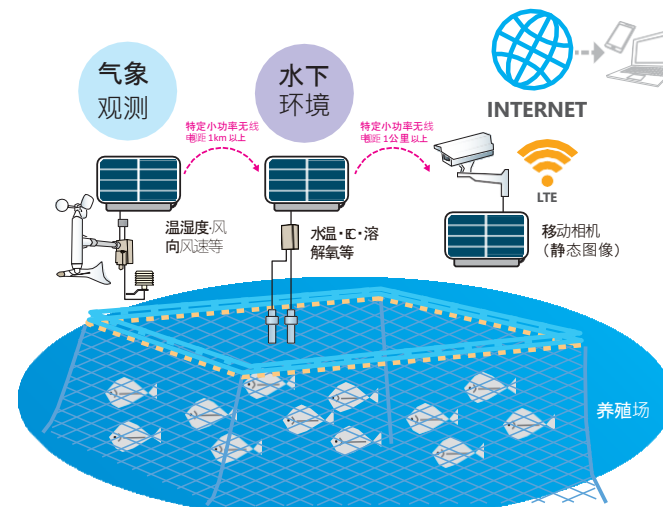 气象
观测
水下
环境
INTERNET
特定小功率无线
电距 1km 以上
特定小功率无线
电距 1公里 以上
LTE
温湿度·风
向风速等
水温·EC·溶
解氧等
移动相机
（静态图像）
养殖场